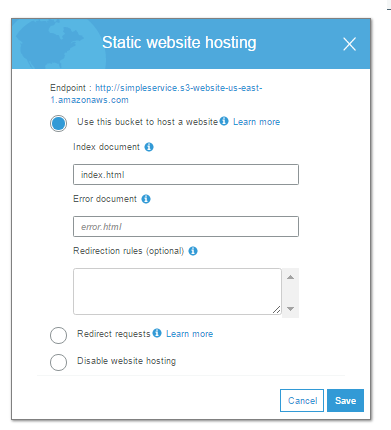 Static website hosting
Endpoint : http://simpleservice.s3-website-us-east-
1.amazonaws.com
Use this bucket to host a website Learn more
Index document
index.html
Error document
error.html
Redirection rules (optional)
Redirect requests Learn more
Disable website hosting
Cancel Save